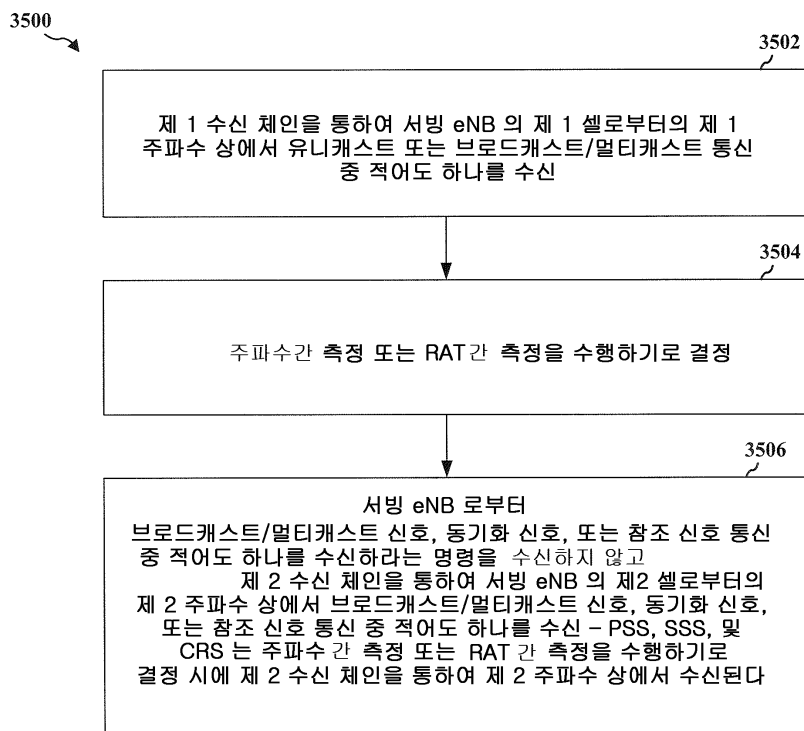 3500
3502
제 1 수신 체인을 통하여 서빙 eNB 의 제 1 셀로부터의 제 1
주파수 상에서 유니캐스트 또는 브로드캐스트/멀티캐스트 통신
중 적어도 하나를 수신
3504
주파수간 측정 또는 RAT간 측정을 수행하기로 결정
3506
서빙 eNB 로부터
브로드캐스트/멀티캐스트 신호, 동기화 신호, 또는 참조 신호 통신
중 적어도 하나를 수신하라는 명령을 수신하지 않고
제 2 수신 체인을 통하여 서빙 eNB 의 제2 셀로부터의
제 2 주파수 상에서 브로드캐스트/멀티캐스트 신호, 동기화 신호,
또는 참조 신호 통신 중 적어도 하나를 수신 – PSS, SSS, 및
CRS 는 주파수 간 측정 또는 RAT 간 측정을 수행하기로
결정 시에 제 2 수신 체인을 통하여 제 2 주파수 상에서 수신된다